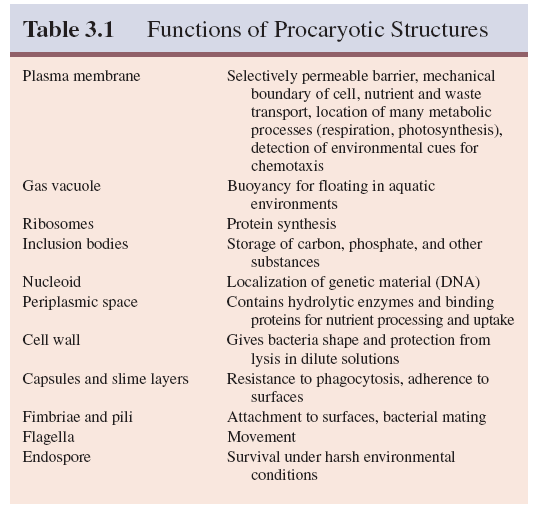 Table 3.1 Functions of Procaryotic Structures
Plasma membrane Selectively permeable barrier, mechanical
boundary of cell, nutrient and waste
transport, location of many metabolic
processes (respiration, photosynthesis),
detection of environmental cues for
chemotaxis
Gas vacuole Buoyancy for floating in aquatic
environments
Ribosomes Protein synthesis
Inclusion bodies Storage of carbon, phosphate, and other
substances
Nucleoid Localization of genetic material (DNA)
Periplasmic space Contains hydrolytic enzymes and binding
proteins for nutrient processing and uptake
Cell wall Gives bacteria shape and protection from
lysis in dilute solutions
Capsules and slime layers Resistance to phagocytosis, adherence to
surfaces
Fimbriae and pili Attachment to surfaces, bacterial mating
Flagella Movement
Endospore Survival under harsh environmental
conditions